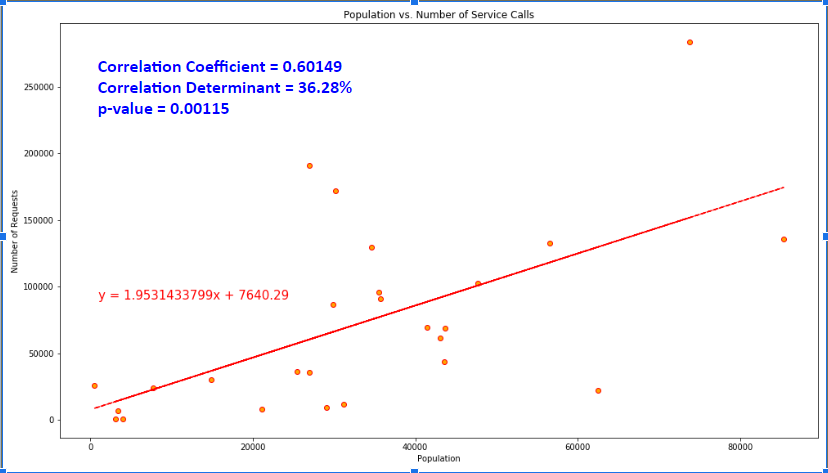 Population vs. Number of Service Calls
Correlation Coefficient = 0.60149
Correlation Determinant = 36.28%
p-value = 0.00115
y = 1.9531433799x + 7640.29
Number of Requests
250000
200000
150000
100000
50000
0
0 20000 40000 60000 80000
Population